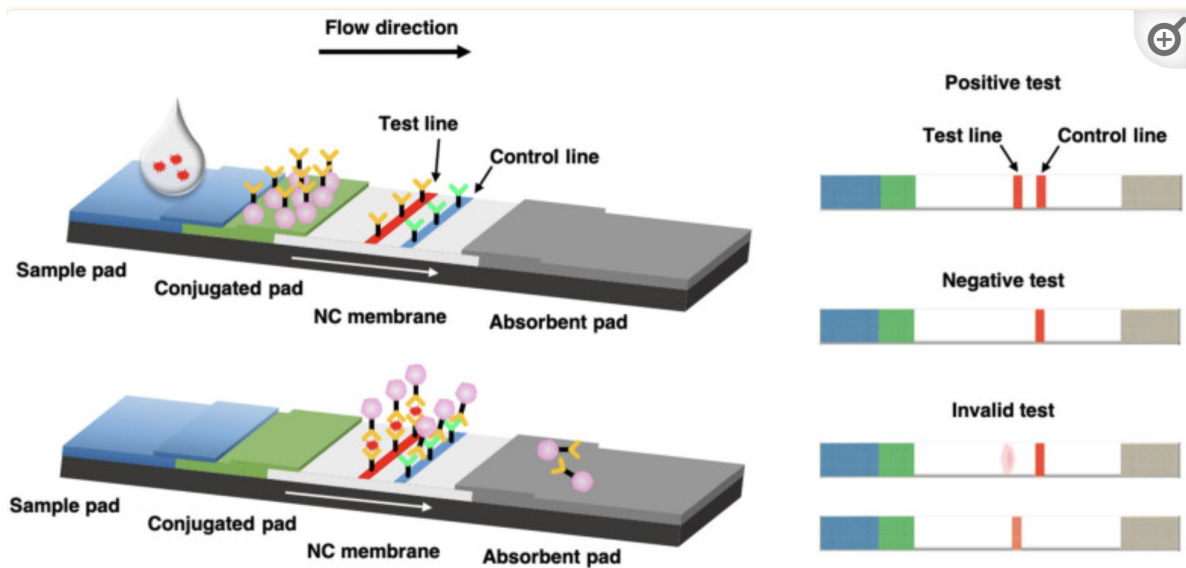 Flow direction
Test line
Control line
Sample pad
Conjugated pad
NC membrane
Absorbent pad
Sample pad
Conjugated pad
NC membrane
Absorbent pad
Positive test
Test line
Control line
Negative test
Invalid test